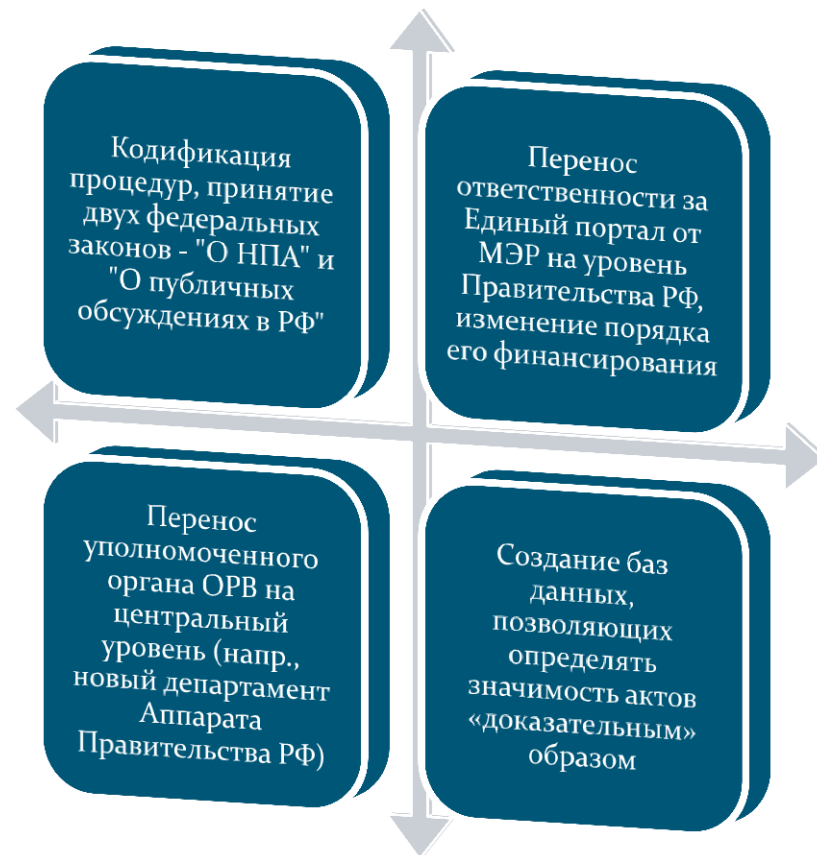 Кодификация
процедур, принятие
двух федеральных
законов - "О НПА" и
"О публичных
обсуждениях в РФ"
Перенос
ответственности за
Единый портал от
МЭР на уровень
Правительства РФ,
изменение порядка
его финансирования
Перенос
уполномоченного
органа ОРВ на
центральный
уровень (напр.,
новый департамент
Аппарата
Правительства РФ)
Создание баз
данных,
позволяющих
определять
значимость актов
«доказательным»
образом